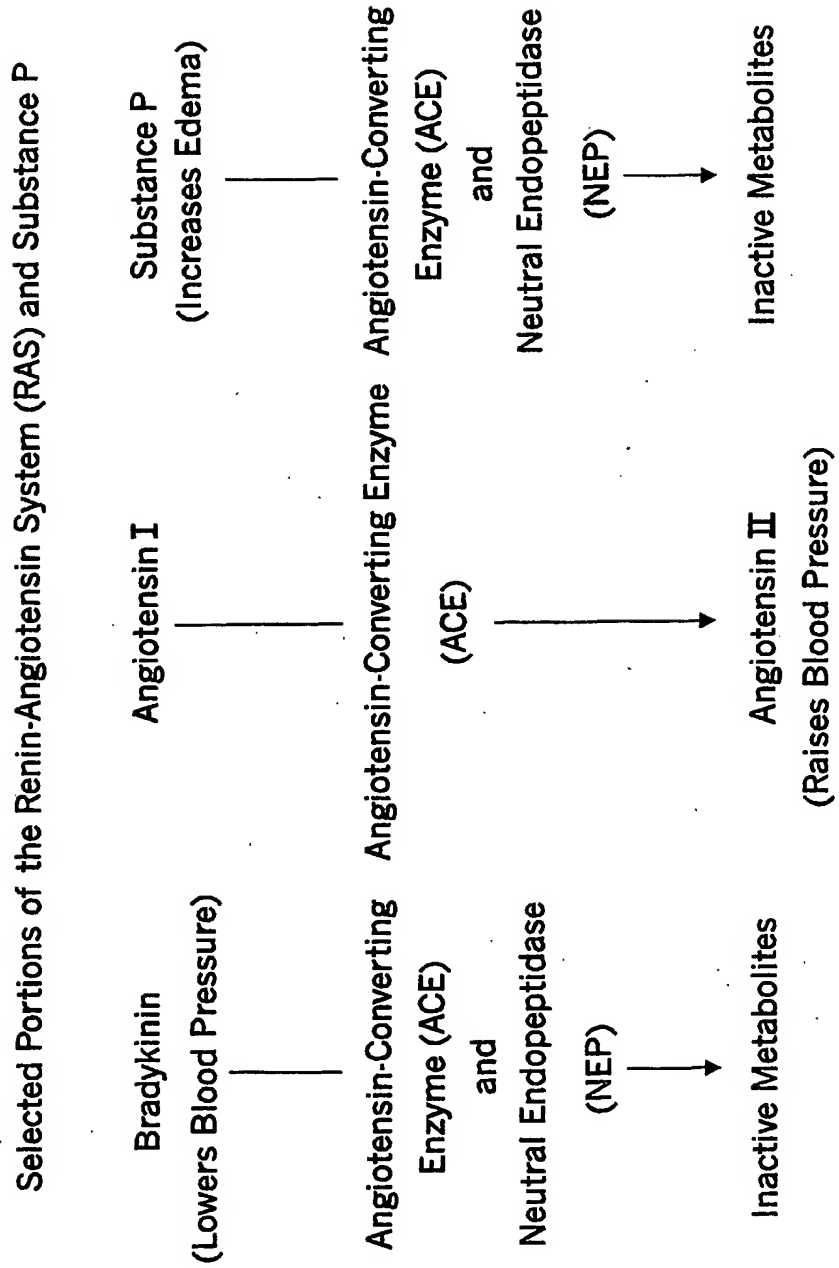 Selected Portions of the Renin-Angiotensin System (RAS) and Substance P
Bradykinin
(Lowers Blood Pressure)
Angiotensin-Converting
Enzyme (ACE)
and
Neutral Endopeptidase
(NEP)
Inactive Metabolites
Angiotensin I
Angiotensin-Converting Enzyme
(ACE)
Angiotensin II
(Raises Blood Pressure)
Substance P
(Increases Edema)
Angiotensin-Converting
Enzyme (ACE)
and
Neutral Endopeptidase
(NEP)
Inactive Metabolites